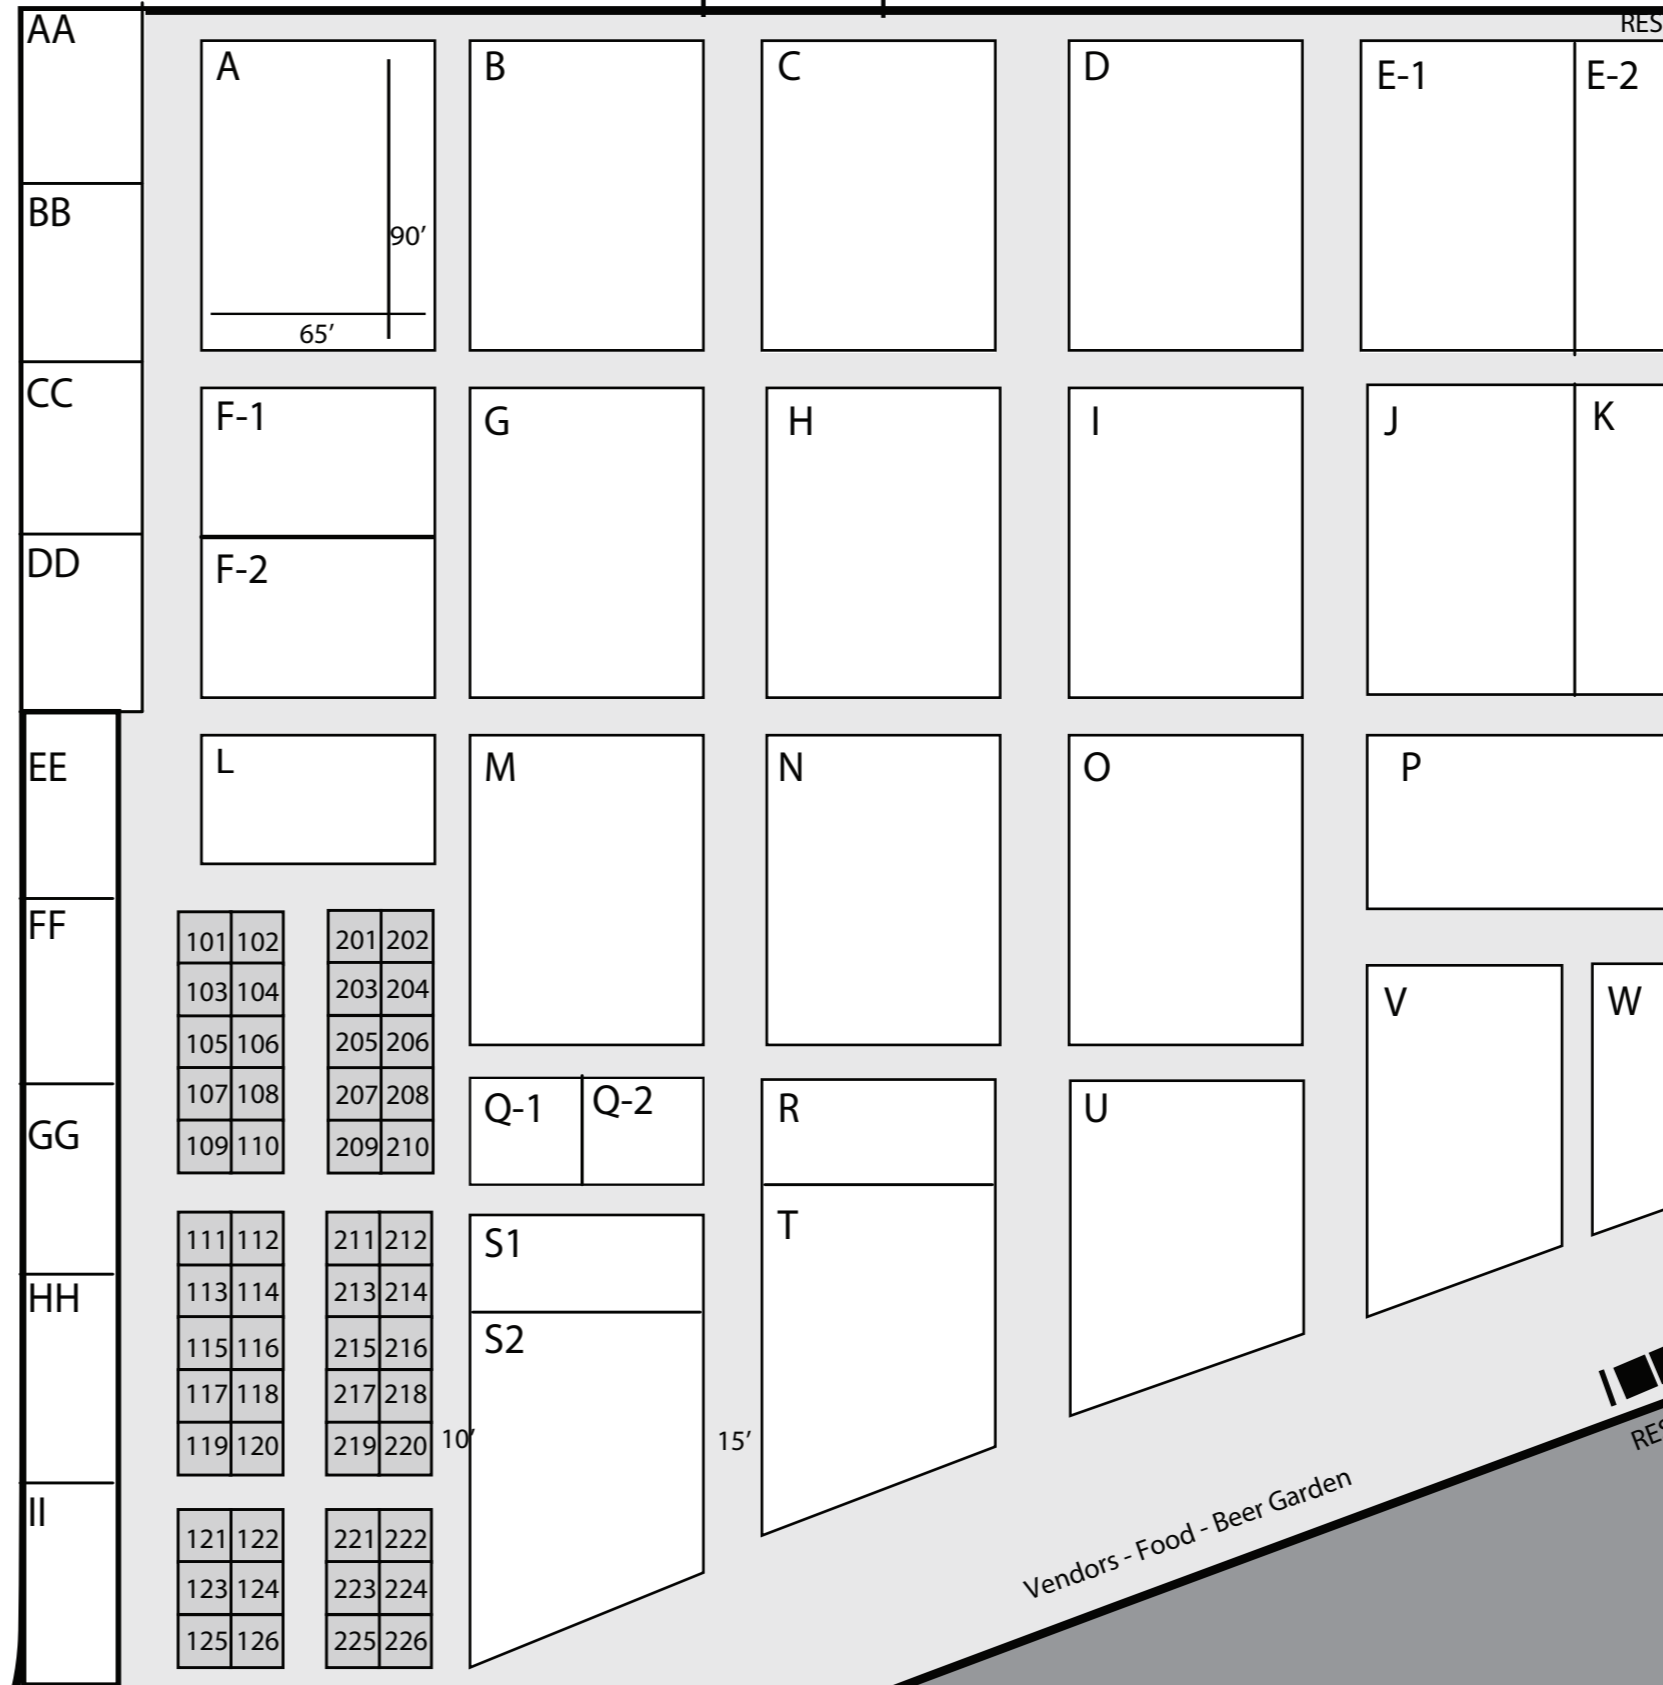 RES
AA
A
B
C
D
E-1
E-2
BB
90′
65′
CC
F-1
G
H
I
J
K
DD
F-2
EE
L
M
N
O
P
FF
101 102
201 202
103 104
203 204
V
W
105 106
205 206
107 108
207 208
Q-1
Q-2
R
U
GG
109 110
209 210
111 112
211 212
S1
T
HH
113 114
213 214
115 116
215 216
S2
117 118
217 218
119 120
219 220
10′
15′
RES
Vendors - Food - Beer Garden
II
121 122
221 222
123 124
223 224
125 126
225 226